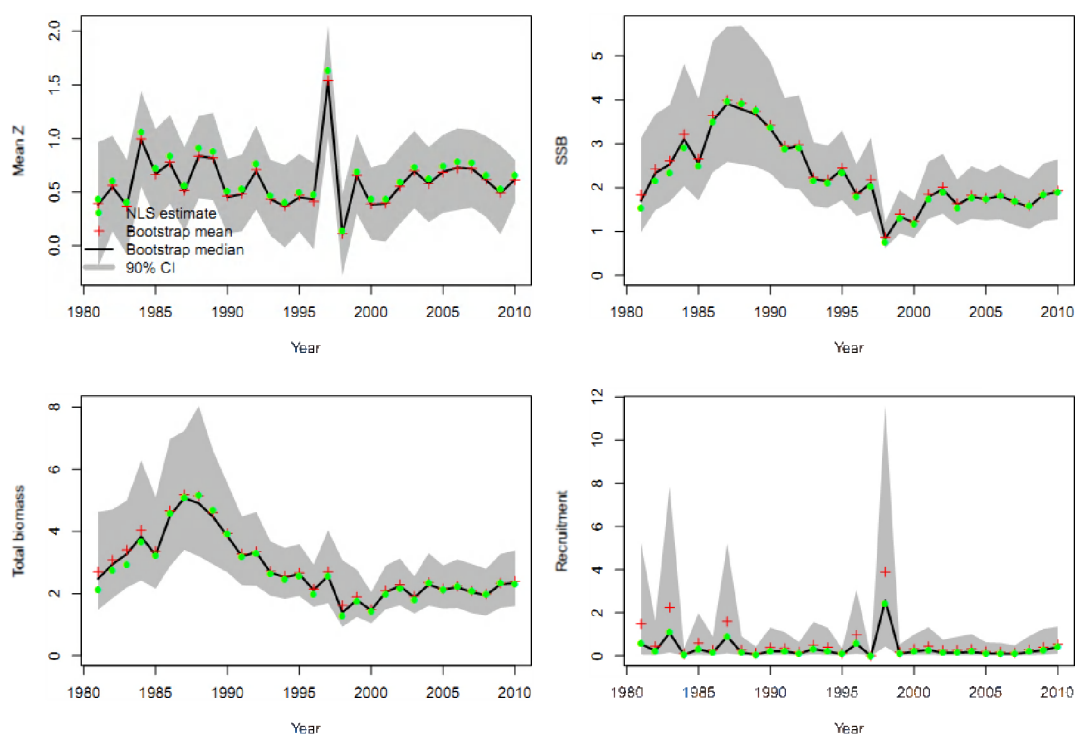 Mean Z
2.0
1.5
1.0
0.5
0.0
NLS estimate
Bootstrap mean
Bootstrap median
90% CI
1980 1985 1990 1995 2000 2005 2010
Year
SSB
5
4
3
2
1
0
1980 1985 1990 1995 2000 2005 2010
Year
Total biomass
8
6
4
2
0
1980 1985 1990 1995 2000 2005 2010
Year
Recruitment
12
10
8
6
4
2
0
1980 1985 1990 1995 2000 2005 2010
Year